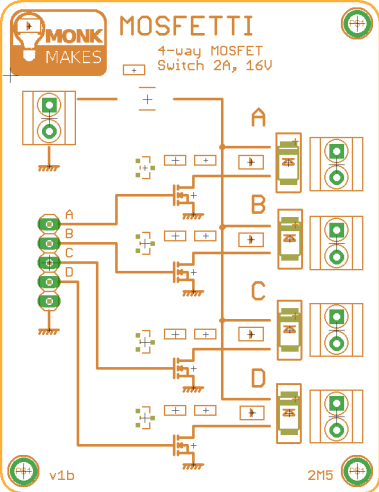 MONK
MAKES
MOSFETTI
4-way MOSFET
Switch 2A, 16V
A
B
C
D
A
B
C
D
v1b
2M5